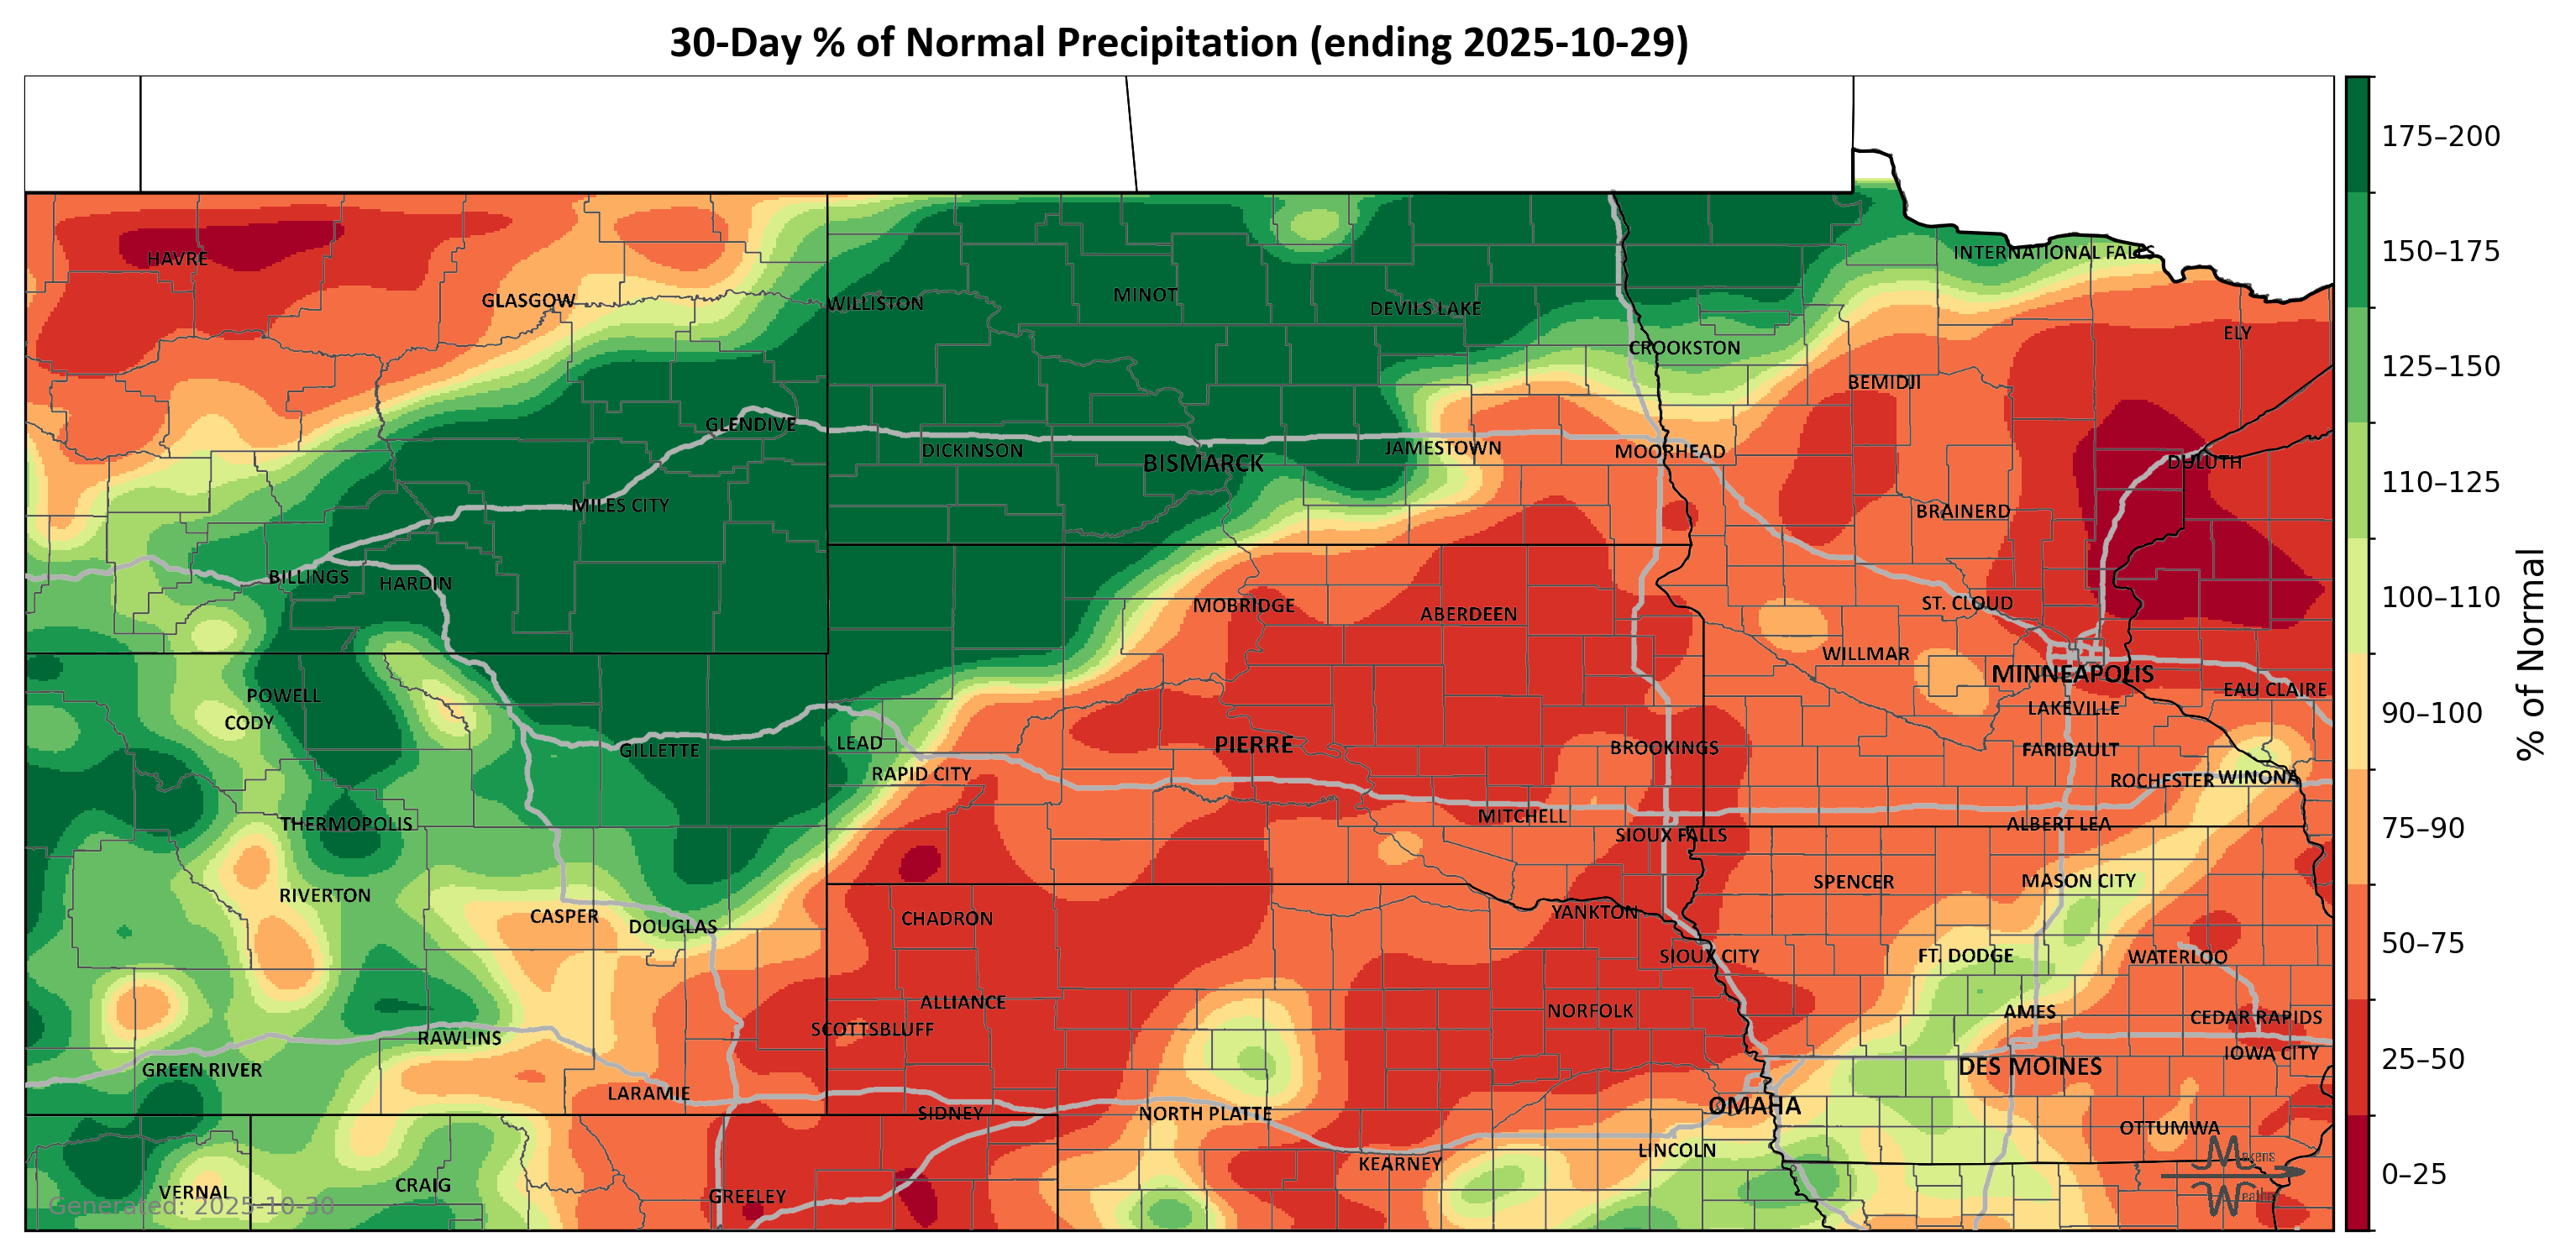 30-Day % of Normal Precipitation (ending 2025-10-29)
175–200
150–175
125–150
110–125
100–110
90–100
75–90
50–75
25–50
0–25
% of Normal
HAVRE
INTERNATIONAL FALLS
GLASGOW
WILLISTON
MINOT
DEVILS LAKE
ELY
CROOKSTON
BEMIDJI
GLENDIVE
DICKINSON
BISMARCK
JAMESTOWN
MOORHEAD
DULUTH
MILES CITY
BRAINERD
BILLINGS
HARDIN
MOBRIDGE
ABERDEEN
ST. CLOUD
WILLMAR
MINNEAPOLIS
POWELL
EAU CLAIRE
CODY
LAKEVILLE
GILLETTE
LEAD
PIERRE
BROOKINGS
FARIBAULT
RAPID CITY
ROCHESTER
WINONA
THERMOPOLIS
MITCHELL
SIOUX FALLS
ALBERT LEA
RIVERTON
SPENCER
MASON CITY
CASPER
DOUGLAS
CHADRON
YANKTON
SIOUX CITY
FT. DODGE
WATERLOO
ALLIANCE
NORFOLK
AMES
SCOTTSBLUFF
CEDAR RAPIDS
RAWLINS
IOWA CITY
GREEN RIVER
DES MOINES
LARAMIE
SIDNEY
NORTH PLATTE
OMAHA
OTTUMWA
LINCOLN
KEARNEY
VERNAL
CRAIG
GREELEY
Generated: 2025-10-30
Makens
Weather